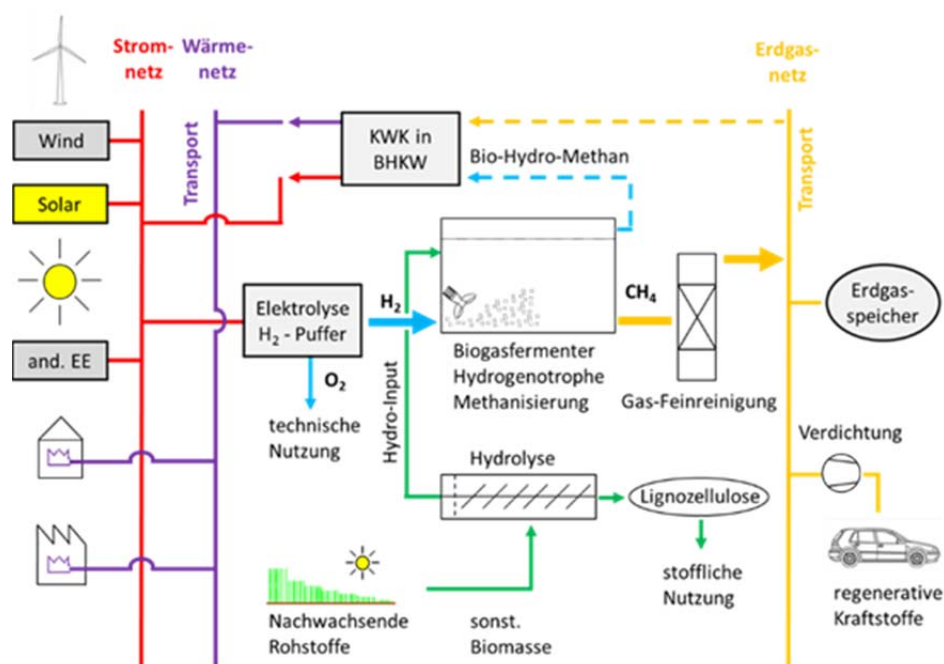 Strom-
netz
Wärme-
netz
Erdgas-
netz
Wind
Solar
and. EE
Transport
KWK in
BHKW
Bio-Hydro-Methan
Transport
Elektrolyse
H₂ - Puffer
H₂
O₂
technische
Nutzung
Hydro-Input
CH₄
Biogasfermenter
Hydrogenotrophe
Methanisierung
Gas-Feinreinigung
Erdgas-
speicher
Verdichtung
Hydrolyse
Lignozellulose
stoffliche
Nutzung
regenerative
Kraftstoffe
Nachwachsende
Rohstoffe
sonst.
Biomasse